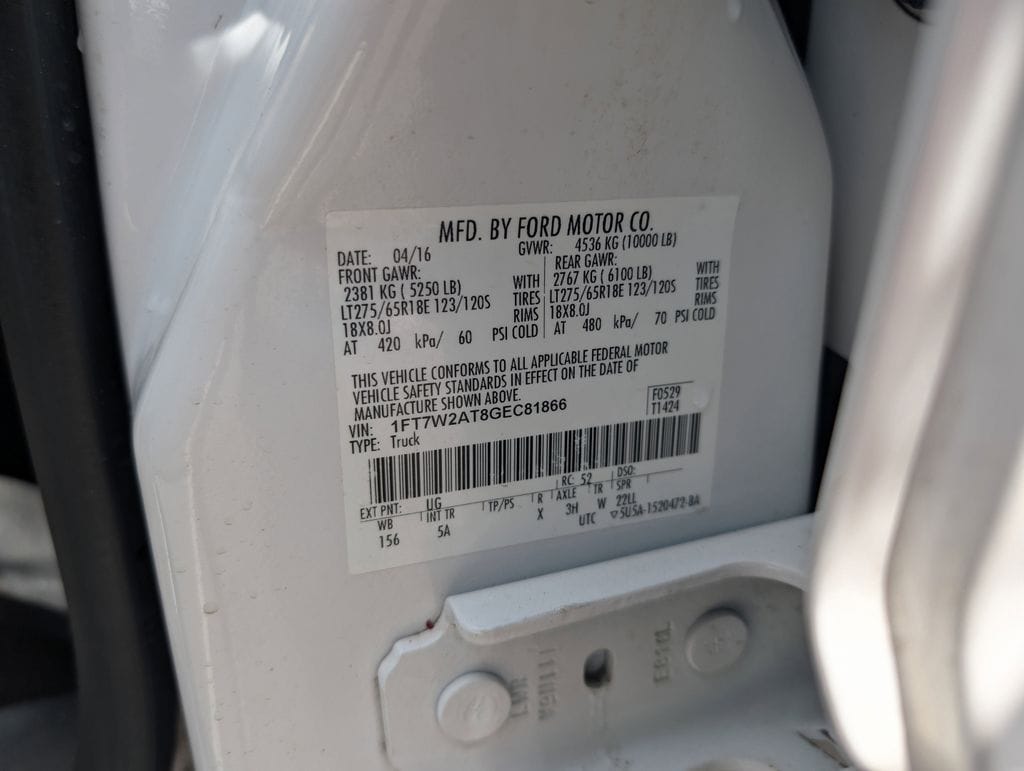 MFD. BY FORD MOTOR CO.
DATE: 04/16 GVWR: 4536 KG (10000 LB)
FRONT GAWR: REAR GAWR:
2381 KG ( 5250 LB) WITH 2767 KG ( 6100 LB) WITH
LT275/65R18E 123/120S TIRES LT275/65R18E 123/120S TIRES
18X8.0J RIMS 18X8.0J RIMS
AT 420 kPa/ 60 PSI COLD AT 480 kPa/ 70 PSI COLD
THIS VEHICLE CONFORMS TO ALL APPLICABLE FEDERAL MOTOR
VEHICLE SAFETY STANDARDS IN EFFECT ON THE DATE OF
MANUFACTURE SHOWN ABOVE.
F0529
T1424
VIN: 1FT7W2AT8GEC81866
TYPE: Truck
EXT PNT: UG RC: 52 DSO:
WB INT TR TP/PS R AXLE TR SPR
156 5A X 3H W 22LL
UTC ▽5U5A-1520472-BA
LWR